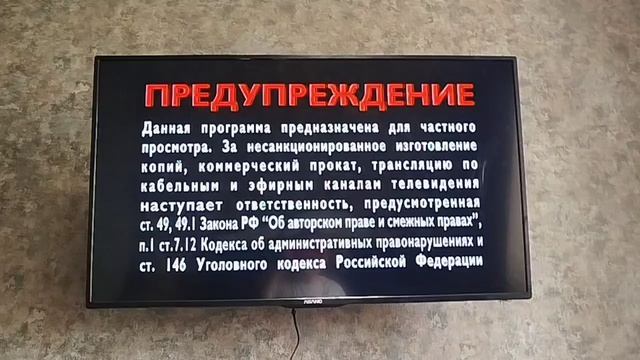 ПРЕДУПРЕЖДЕНИЕ
Данная программа предназначена для частного
просмотра. За несанкционированное изготовление
копий, коммерческий прокат, трансляцию по
кабельным и эфирным каналам телевидения
наступает ответственность, предусмотренная
ст. 49, 49.1 Закона РФ “Об авторском праве и смежных правах”,
п.1 ст.7.12 Кодекса об административных правонарушениях и
ст. 146 Уголовного кодекса Российской Федерации